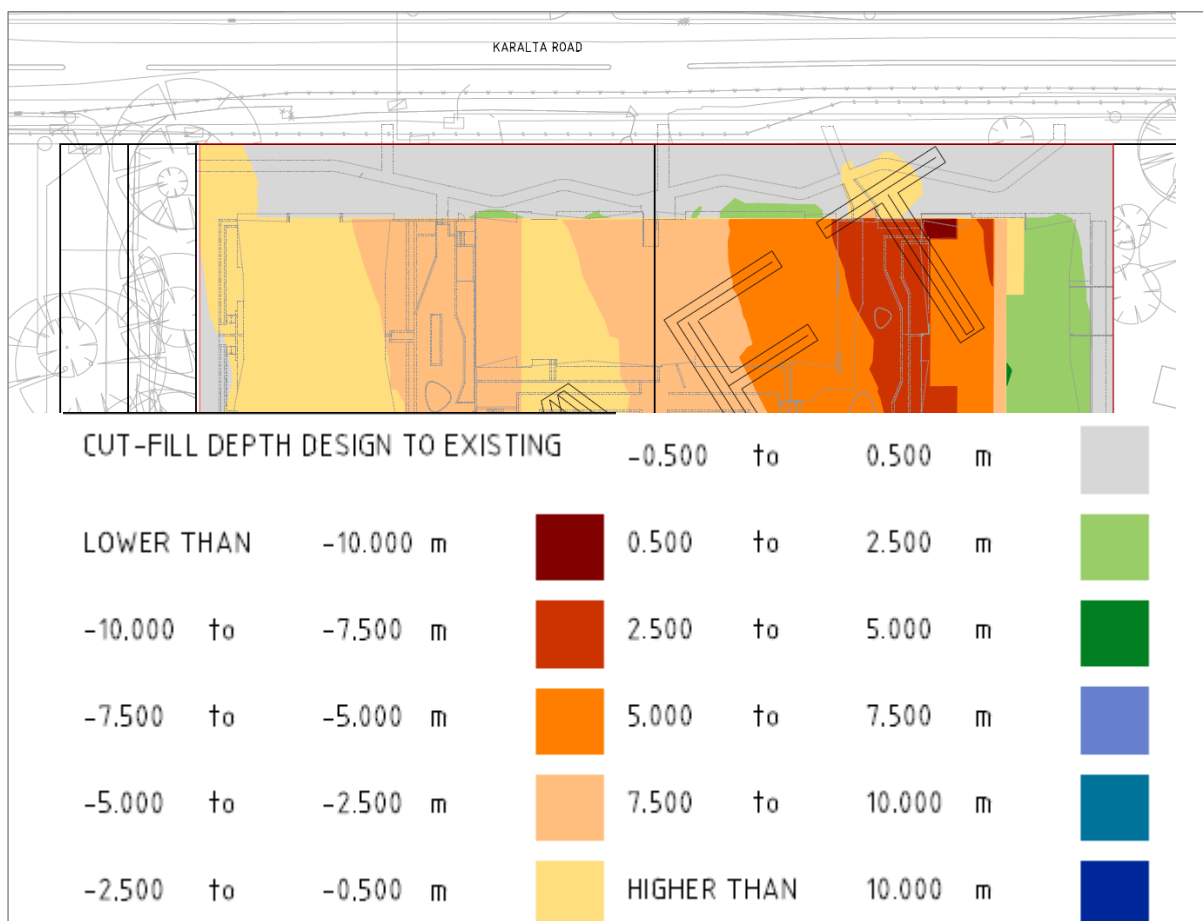 KARALTA ROAD
CUT-FILL DEPTH DESIGN TO EXISTING
LOWER THAN -10.000 m
-10.000 to -7.500 m
-7.500 to -5.000 m
-5.000 to -2.500 m
-2.500 to -0.500 m
-0.500 to 0.500 m
0.500 to 2.500 m
2.500 to 5.000 m
5.000 to 7.500 m
7.500 to 10.000 m
HIGHER THAN 10.000 m